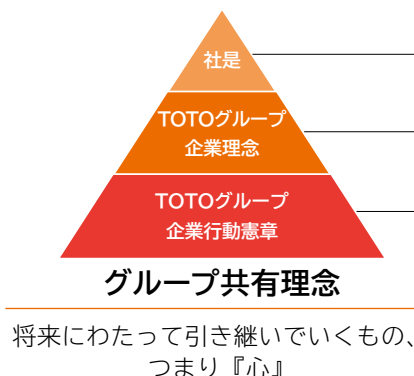 社是
TOTOグループ
企業理念
TOTOグループ
企業行動憲章
グループ共有理念
将来にわたって引き継いでいくもの、
つまり『心』